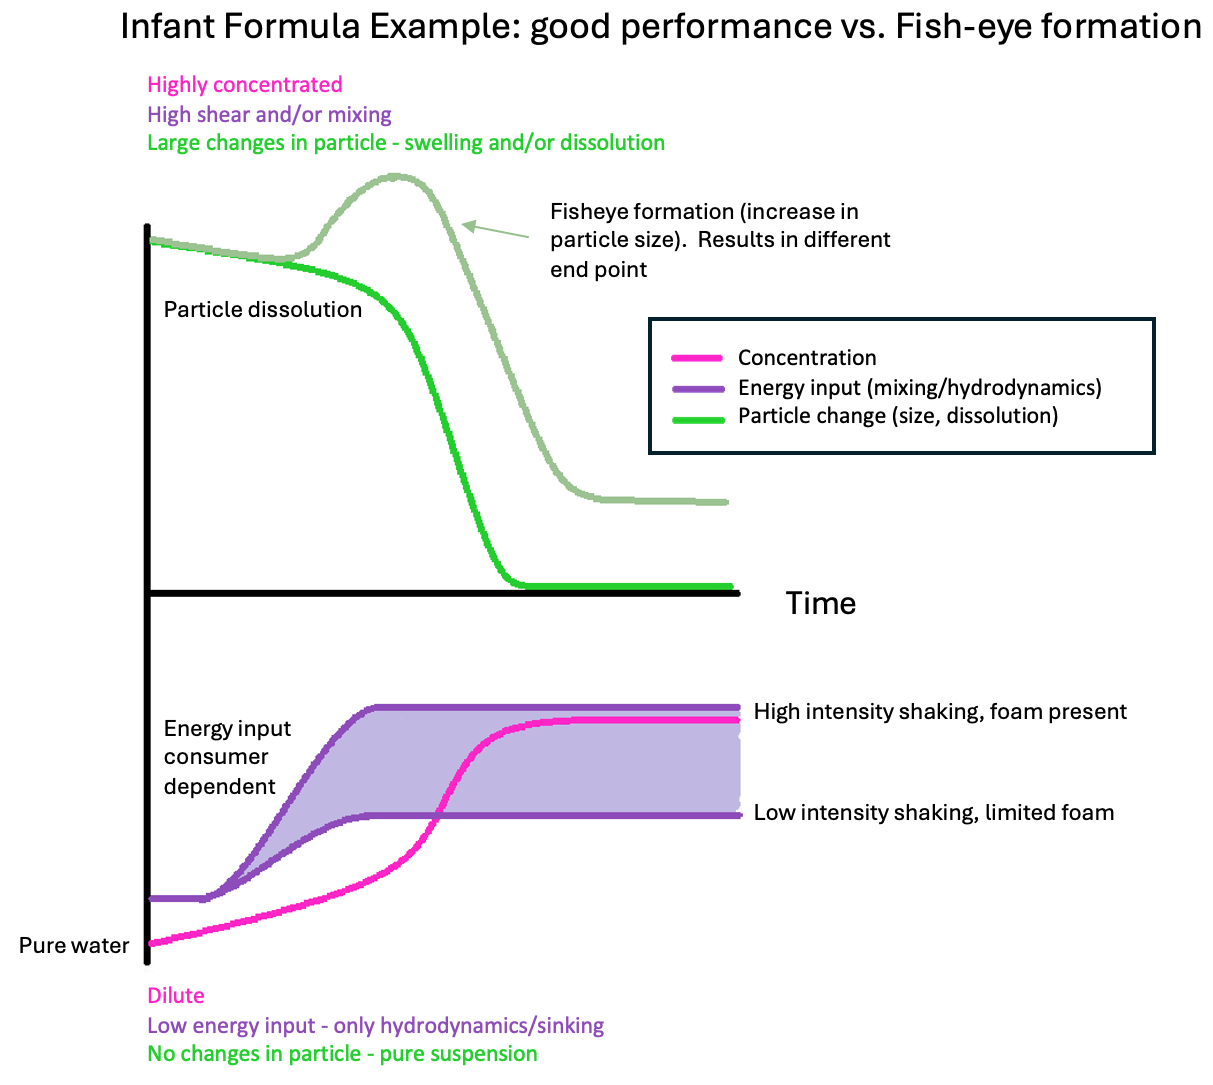 Infant Formula Example: good performance vs. Fish-eye formation
Highly concentrated
High shear and/or mixing
Large changes in particle - swelling and/or dissolution
Fisheye formation (increase in
particle size).  Results in different
end point
Particle dissolution
Concentration
Energy input (mixing/hydrodynamics)
Particle change (size, dissolution)
Time
Energy input
consumer
dependent
High intensity shaking, foam present
Low intensity shaking, limited foam
Pure water
Dilute
Low energy input - only hydrodynamics/sinking
No changes in particle - pure suspension